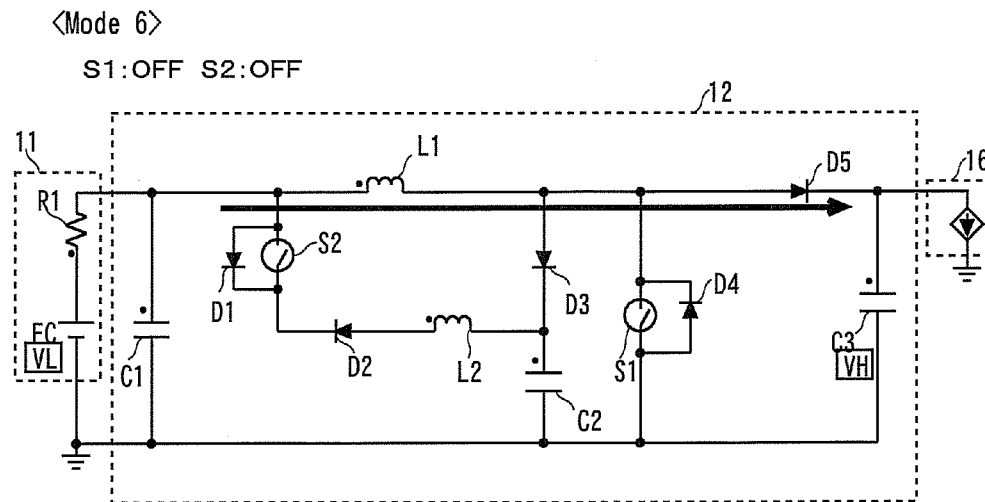 <Mode 6>
S1:OFF S2:OFF
12
11
L1
D5
16
R1
S2
D1
D3
D4
FC
VL
C1
D2
L2
C2
S1
C3
VH